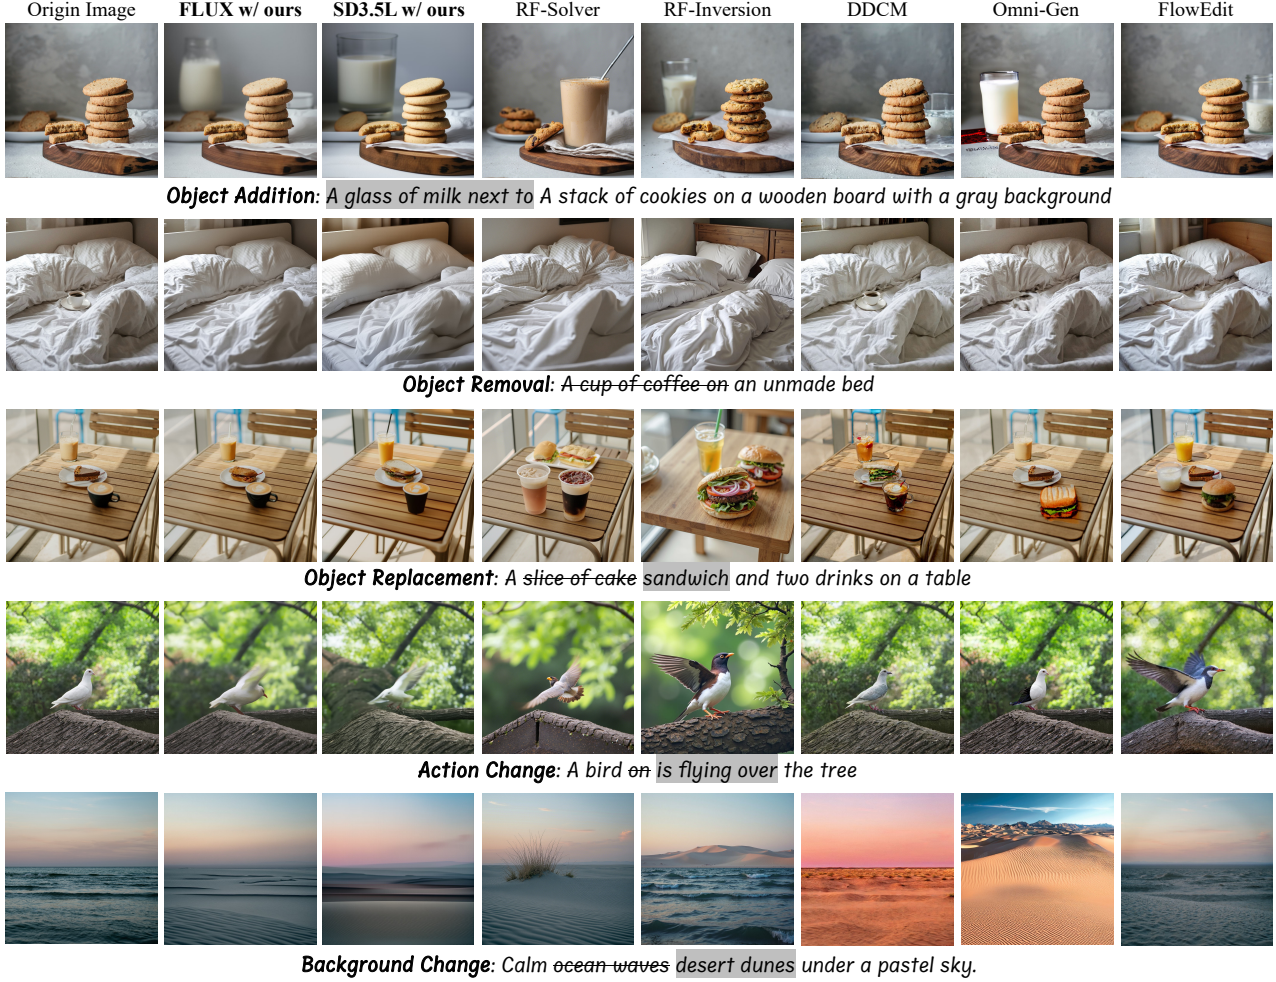 Origin Image FLUX w/ ours SD3.5L w/ ours RF-Solver RF-Inversion DDCM Omni-Gen FlowEdit
Object Addition: A glass of milk next to A stack of cookies on a wooden board with a gray background
Object Removal: A cup of coffee on an unmade bed
Object Replacement: A slice of cake sandwich and two drinks on a table
Action Change: A bird on is flying over the tree
Background Change: Calm ocean waves desert dunes under a pastel sky.